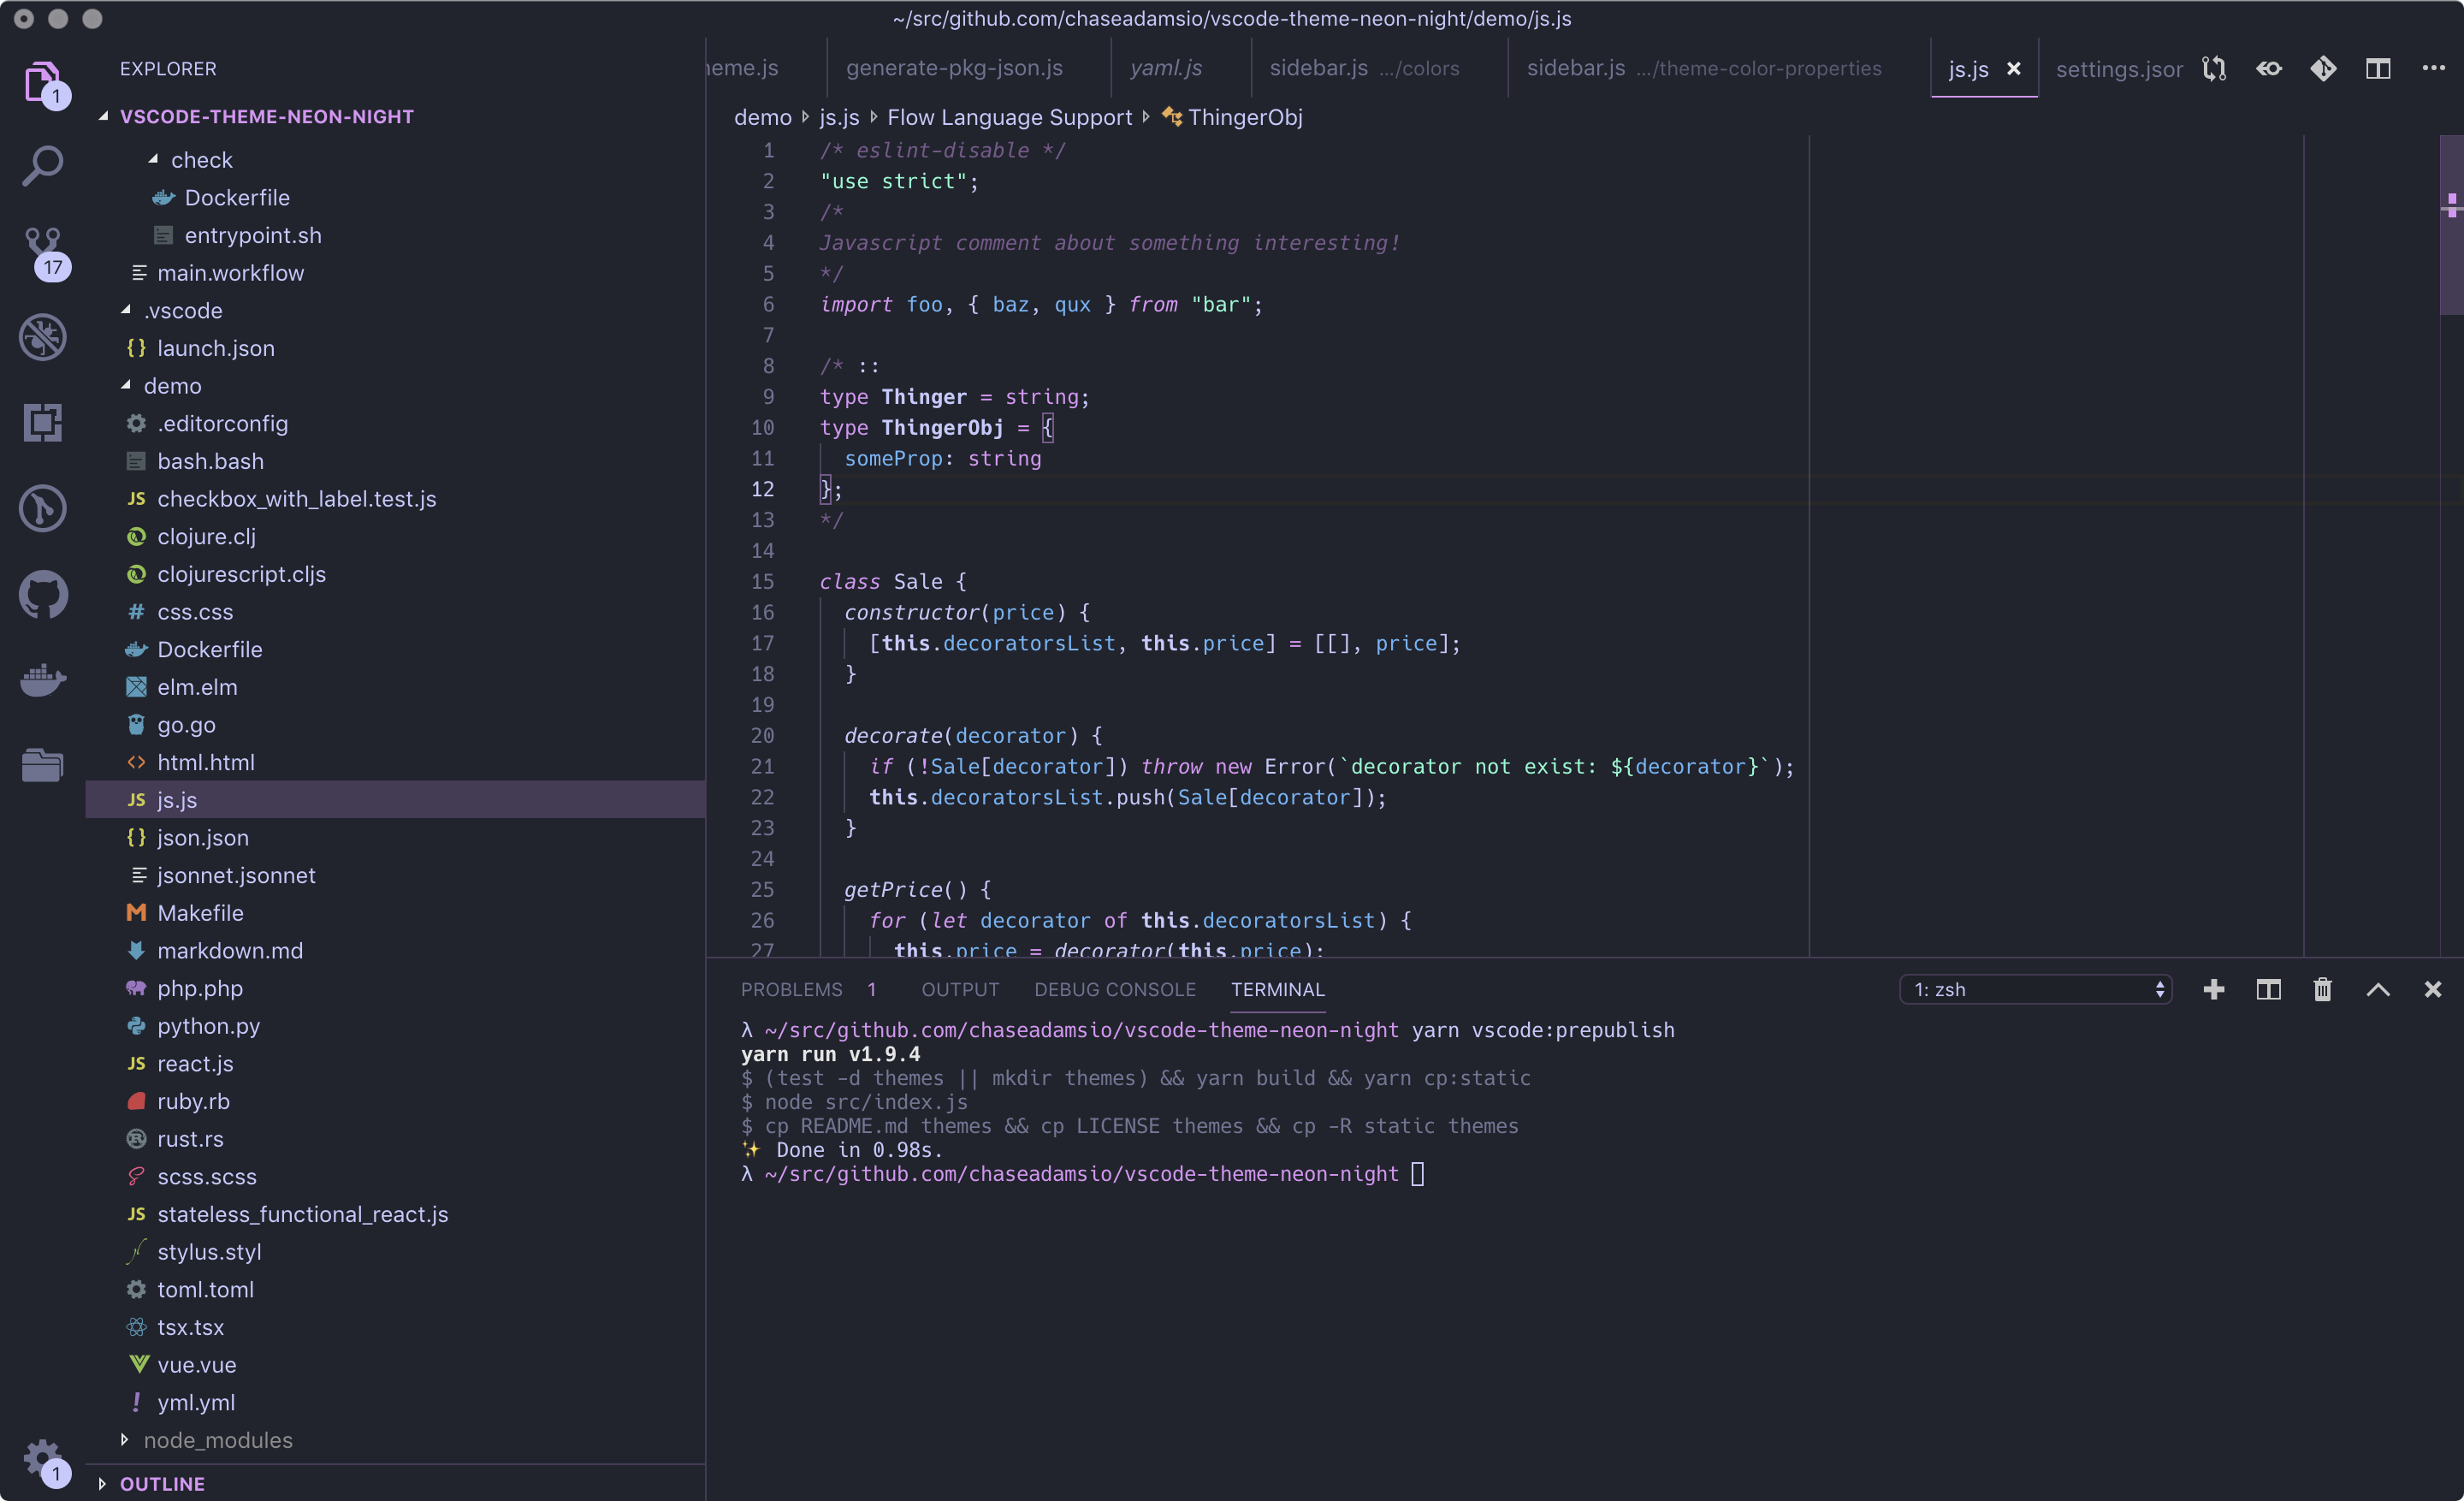 ~/src/github.com/chaseadamsio/vscode-theme-neon-night/demo/js.js
1
17
1
EXPLORER
VSCODE-THEME-NEON-NIGHT
check
Dockerfile
entrypoint.sh
main.workflow
.vscode
{} launch.json
demo
.editorconfig
bash.bash
JS checkbox_with_label.test.js
clojure.clj
clojurescript.cljs
# css.css
Dockerfile
elm.elm
go.go
<> html.html
JS js.js
{} json.json
jsonnet.jsonnet
Makefile
markdown.md
php.php
python.py
JS react.js
ruby.rb
rust.rs
scss.scss
JS stateless_functional_react.js
stylus.styl
toml.toml
tsx.tsx
vue.vue
! yml.yml
node_modules
OUTLINE
heme.js generate-pkg-json.js yaml.js sidebar.js .../colors sidebar.js .../theme-color-properties js.js × settings.jsor
demo js.js Flow Language Support ThingerObj
1 /* eslint-disable */
2 "use strict";
3 /*
4 Javascript comment about something interesting!
5 */
6 import foo, { baz, qux } from "bar";
7
8 /* ::
9 type Thinger = string;
10 type ThingerObj = {
11 someProp: string
12 };
13 */
14
15 class Sale {
16 constructor(price) {
17 [this.decoratorsList, this.price] = [[], price];
18 }
19
20 decorate(decorator) {
21 if (!Sale[decorator]) throw new Error(`decorator not exist: ${decorator}`);
22 this.decoratorsList.push(Sale[decorator]);
23 }
24
25 getPrice() {
26 for (let decorator of this.decoratorsList) {
27 this.price = decorator(this.price);
PROBLEMS 1 OUTPUT DEBUG CONSOLE TERMINAL 1: zsh
λ ~/src/github.com/chaseadamsio/vscode-theme-neon-night yarn vscode:prepublish
yarn run v1.9.4
$ (test -d themes || mkdir themes) && yarn build && yarn cp:static
$ node src/index.js
$ cp README.md themes && cp LICENSE themes && cp -R static themes
✨ Done in 0.98s.
λ ~/src/github.com/chaseadamsio/vscode-theme-neon-night